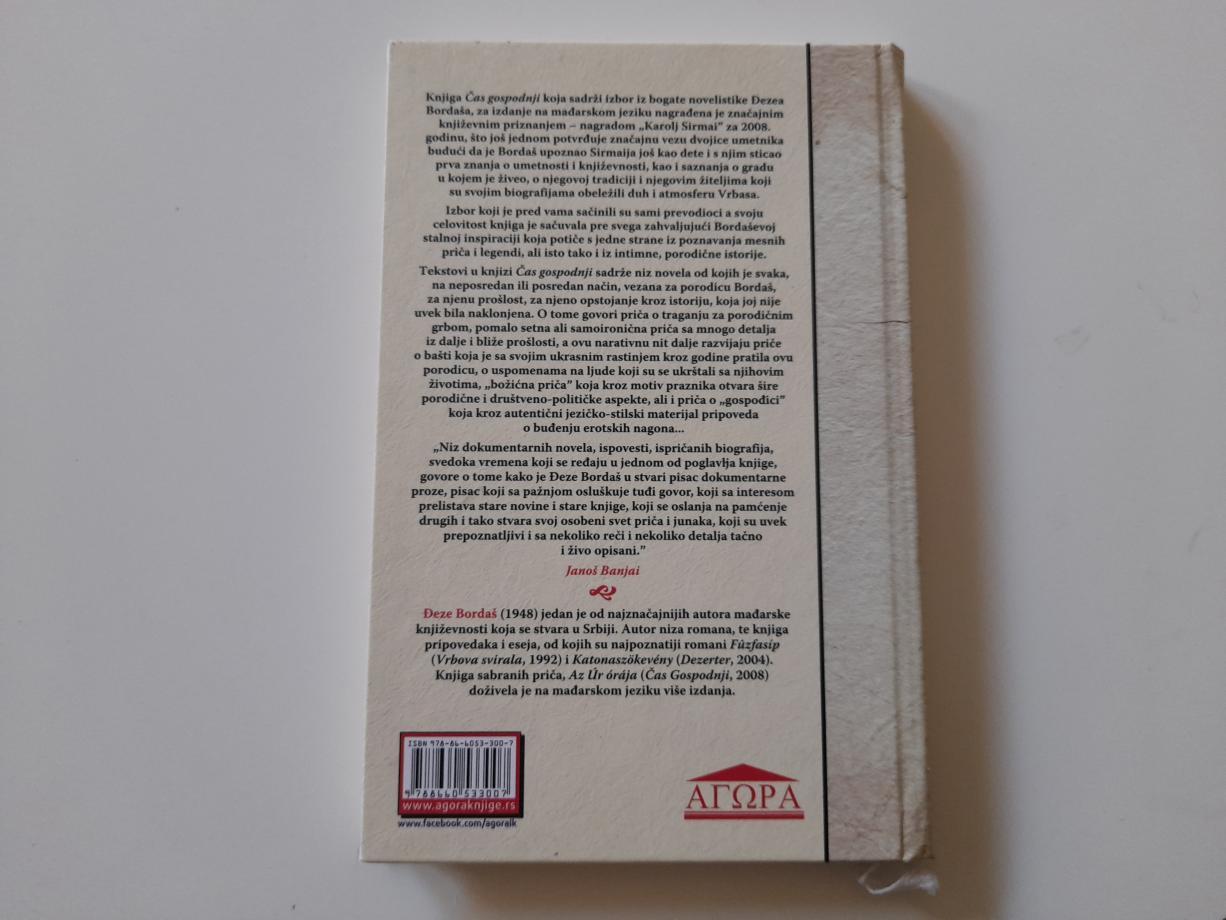 Knjiga Čas gospodnji koja sadrži izbor iz bogate novelistike Đezea
Bordaša, za izdanje na mađarskom jeziku nagrađena je značajnim
književnim priznanjem – nagradom „Karolj Sirmai” za 2008.
godinu, što još jednom potvrđuje značajnu vezu dvojice umetnika
budući da je Bordaš upoznao Sirmaija još kao dete i s njim sticao
prva znanja o umetnosti i književnosti, kao i saznanja o gradu
u kojem je živeo, o njegovoj tradiciji i njegovim žiteljima koji
su svojim biografijama obeležili duh i atmosferu Vrbasa.
Izbor koji je pred vama sačinili su sami prevodioci a svoju
celovitost knjiga je sačuvala pre svega zahvaljujući Bordaševoj
stalnoj inspiraciji koja potiče s jedne strane iz poznavanja mesnih
priča i legendi, ali isto tako i iz intimne, porodične istorije.
Tekstovi u knjizi Čas gospodnji sadrže niz novela od kojih je svaka,
na neposredan ili posredan način, vezana za porodicu Bordaš,
za njenu prošlost, za njeno opstojanje kroz istoriju, koja joj nije
uvek bila naklonjena. O tome govori priča o traganju za porodičnim
grbom, pomalo setna ali samoironična priča sa mnogo detalja
iz dalje i bliže prošlosti, a ovu narativnu nit dalje razvijaju priče
o bašti koja je sa svojim ukrasnim rastinjem kroz godine pratila ovu
porodicu, o uspomenama na ljude koji su se ukrštali sa njihovim
životima, „božićna priča” koja kroz motiv praznika otvara šire
porodične i društveno-političke aspekte, ali i priča o „gospođici”
koja kroz autentični jezičko-stilski materijal pripoveda
o buđenju erotskih nagona...
„Niz dokumentarnih novela, ispovesti, ispričanih biografija,
svedoka vremena koji se ređaju u jednom od poglavlja knjige,
govore o tome kako je Đeze Bordaš u stvari pisac dokumentarne
proze, pisac koji sa pažnjom osluškuje tuđi govor, koji sa interesom
prelistava stare novine i stare knjige, koji se oslanja na pamćenje
drugih i tako stvara svoj osobeni svet priča i junaka, koji su uvek
prepoznatljivi i sa nekoliko reči i nekoliko detalja tačno
i živo opisani.”
Janoš Banjai
Đeze Bordaš (1948) jedan je od najznačajnijih autora mađarske
književnosti koja se stvara u Srbiji. Autor niza romana, te knjiga
pripovedaka i eseja, od kojih su najpoznatiji romani Fûzfasíp
(Vrbova svirala, 1992) i Katonaszökevény (Dezerter, 2004).
Knjiga sabranih priča, Az Úr órája (Čas Gospodnji, 2008)
doživela je na mađarskom jeziku više izdanja.
ISBN 978-86-6053-300-7
9 788660 533007
www.agoraknjige.rs
www.facebook.com/agoralk
ΑΓΩΡΑ